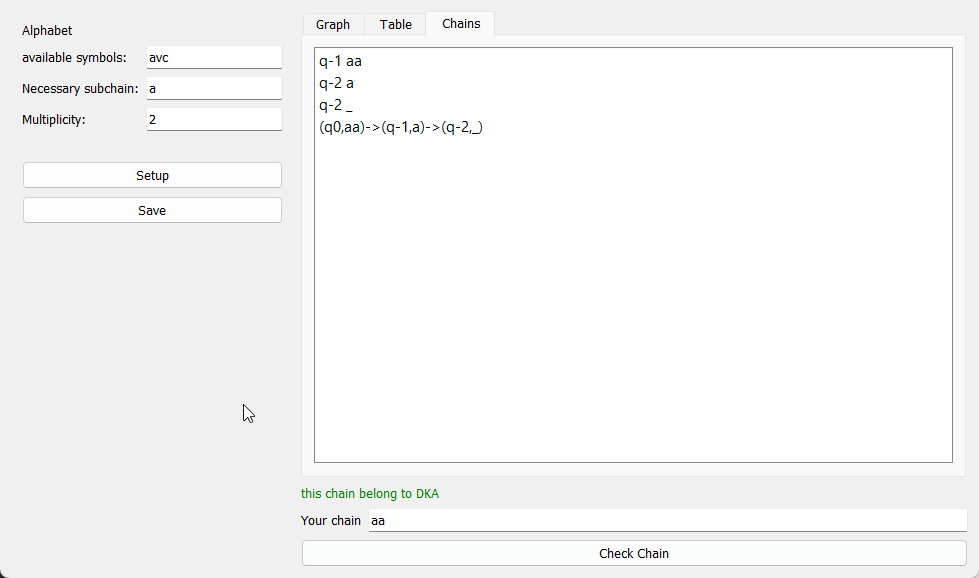 Alphabet
available symbols: avc
Necessary subchain: a
Multiplicity: 2
Setup
Save
Graph Table Chains
q-1 aa
q-2 a
q-2 _
(q0,aa)->(q-1,a)->(q-2,_)
this chain belong to DKA
Your chain aa
Check Chain